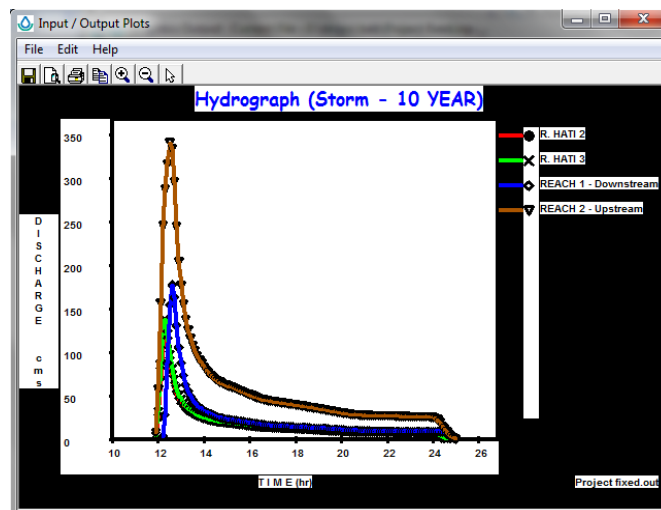 Input / Output Plots
File Edit Help
Hydrograph (Storm - 10 YEAR)
350
300
250
200
150
100
50
0
DISCHARGE cms
10 12 14 16 18 20 22 24 26
TIME (hr)
R. HATI 2
R. HATI 3
REACH 1 - Downstream
REACH 2 - Upstream
Project fixed.out